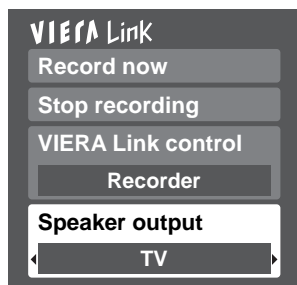 VIERA Link
Record now
Stop recording
VIERA Link control
Recorder
Speaker output
TV